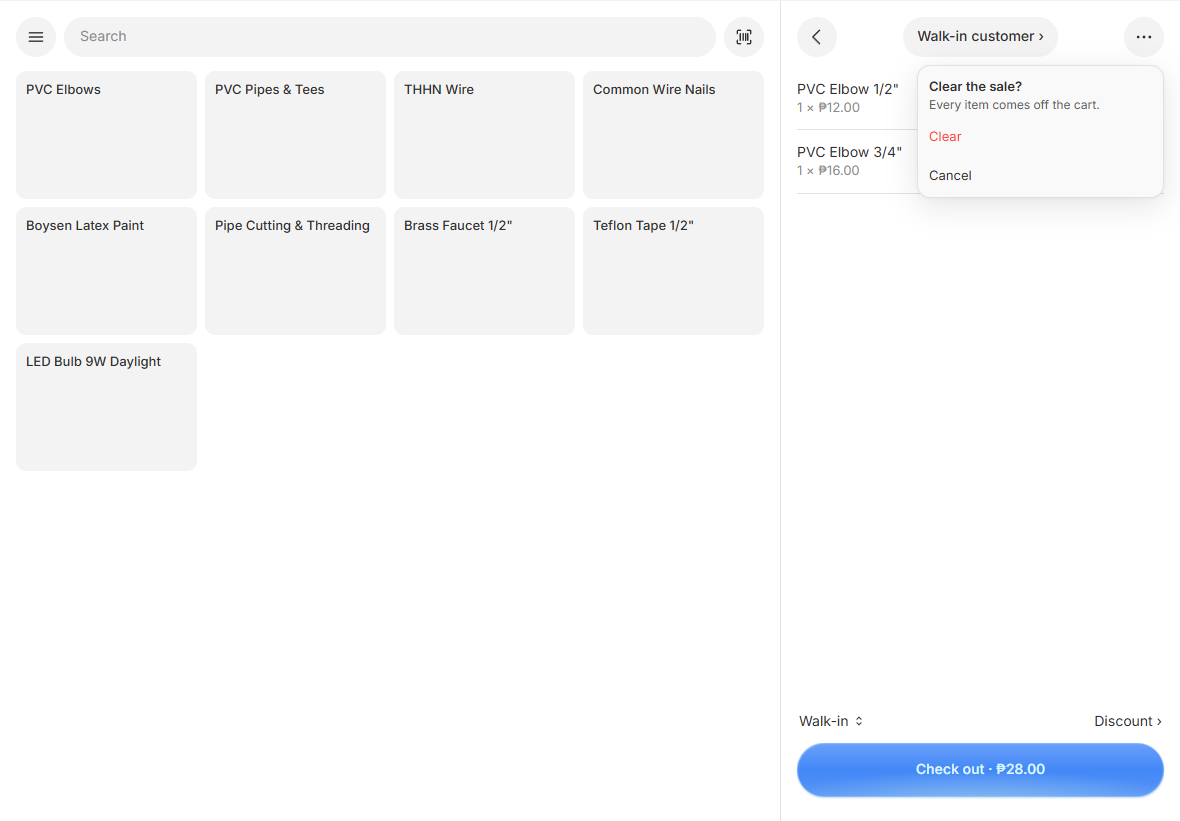 Search
PVC Elbows
PVC Pipes & Tees
THHN Wire
Common Wire Nails
Boysen Latex Paint
Pipe Cutting & Threading
Brass Faucet 1/2"
Teflon Tape 1/2"
LED Bulb 9W Daylight
Walk-in customer ›
PVC Elbow 1/2"
1 × ₱12.00
PVC Elbow 3/4"
1 × ₱16.00
Clear the sale?
Every item comes off the cart.
Clear
Cancel
Walk-in
Discount ›
Check out · ₱28.00